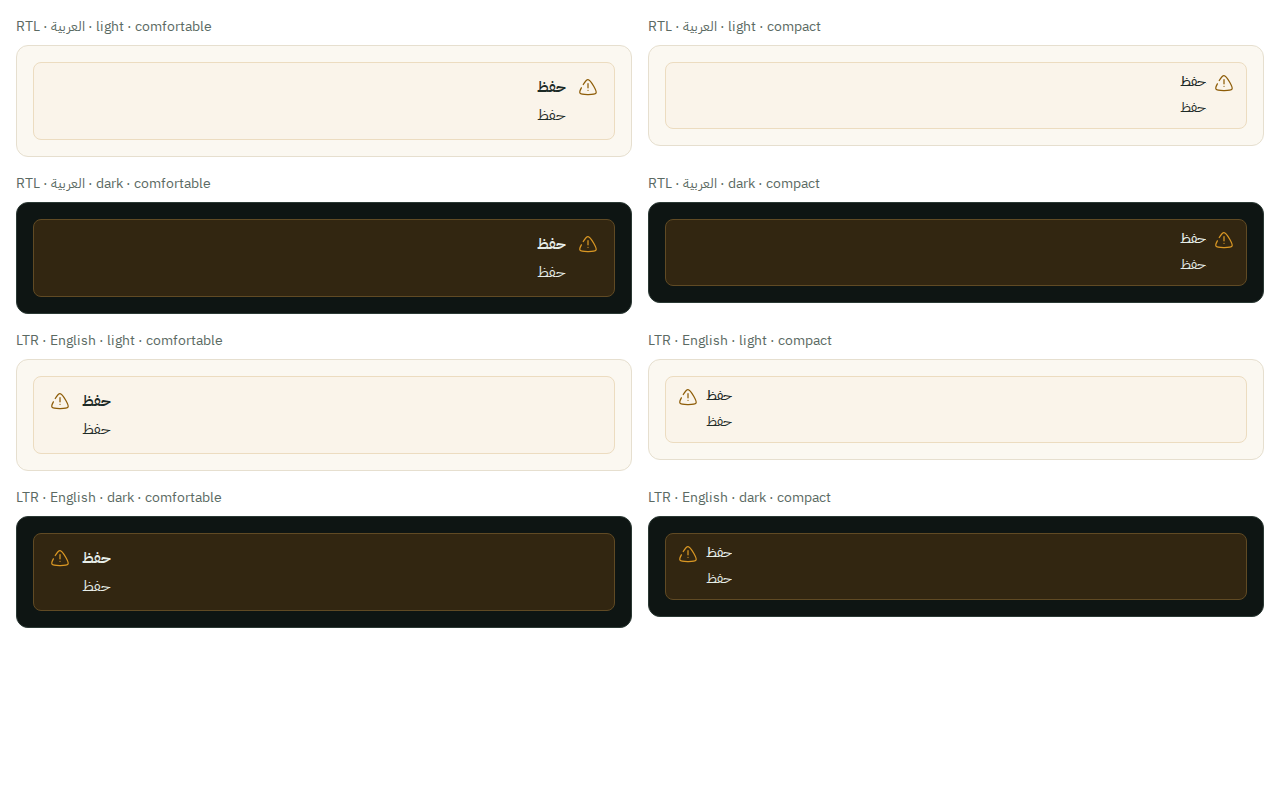 RTL · العربية · light · comfortable
حفظ
حفظ
RTL · العربية · light · compact
حفظ
حفظ
RTL · العربية · dark · comfortable
حفظ
حفظ
RTL · العربية · dark · compact
حفظ
حفظ
LTR · English · light · comfortable
حفظ
حفظ
LTR · English · light · compact
حفظ
حفظ
LTR · English · dark · comfortable
حفظ
حفظ
LTR · English · dark · compact
حفظ
حفظ